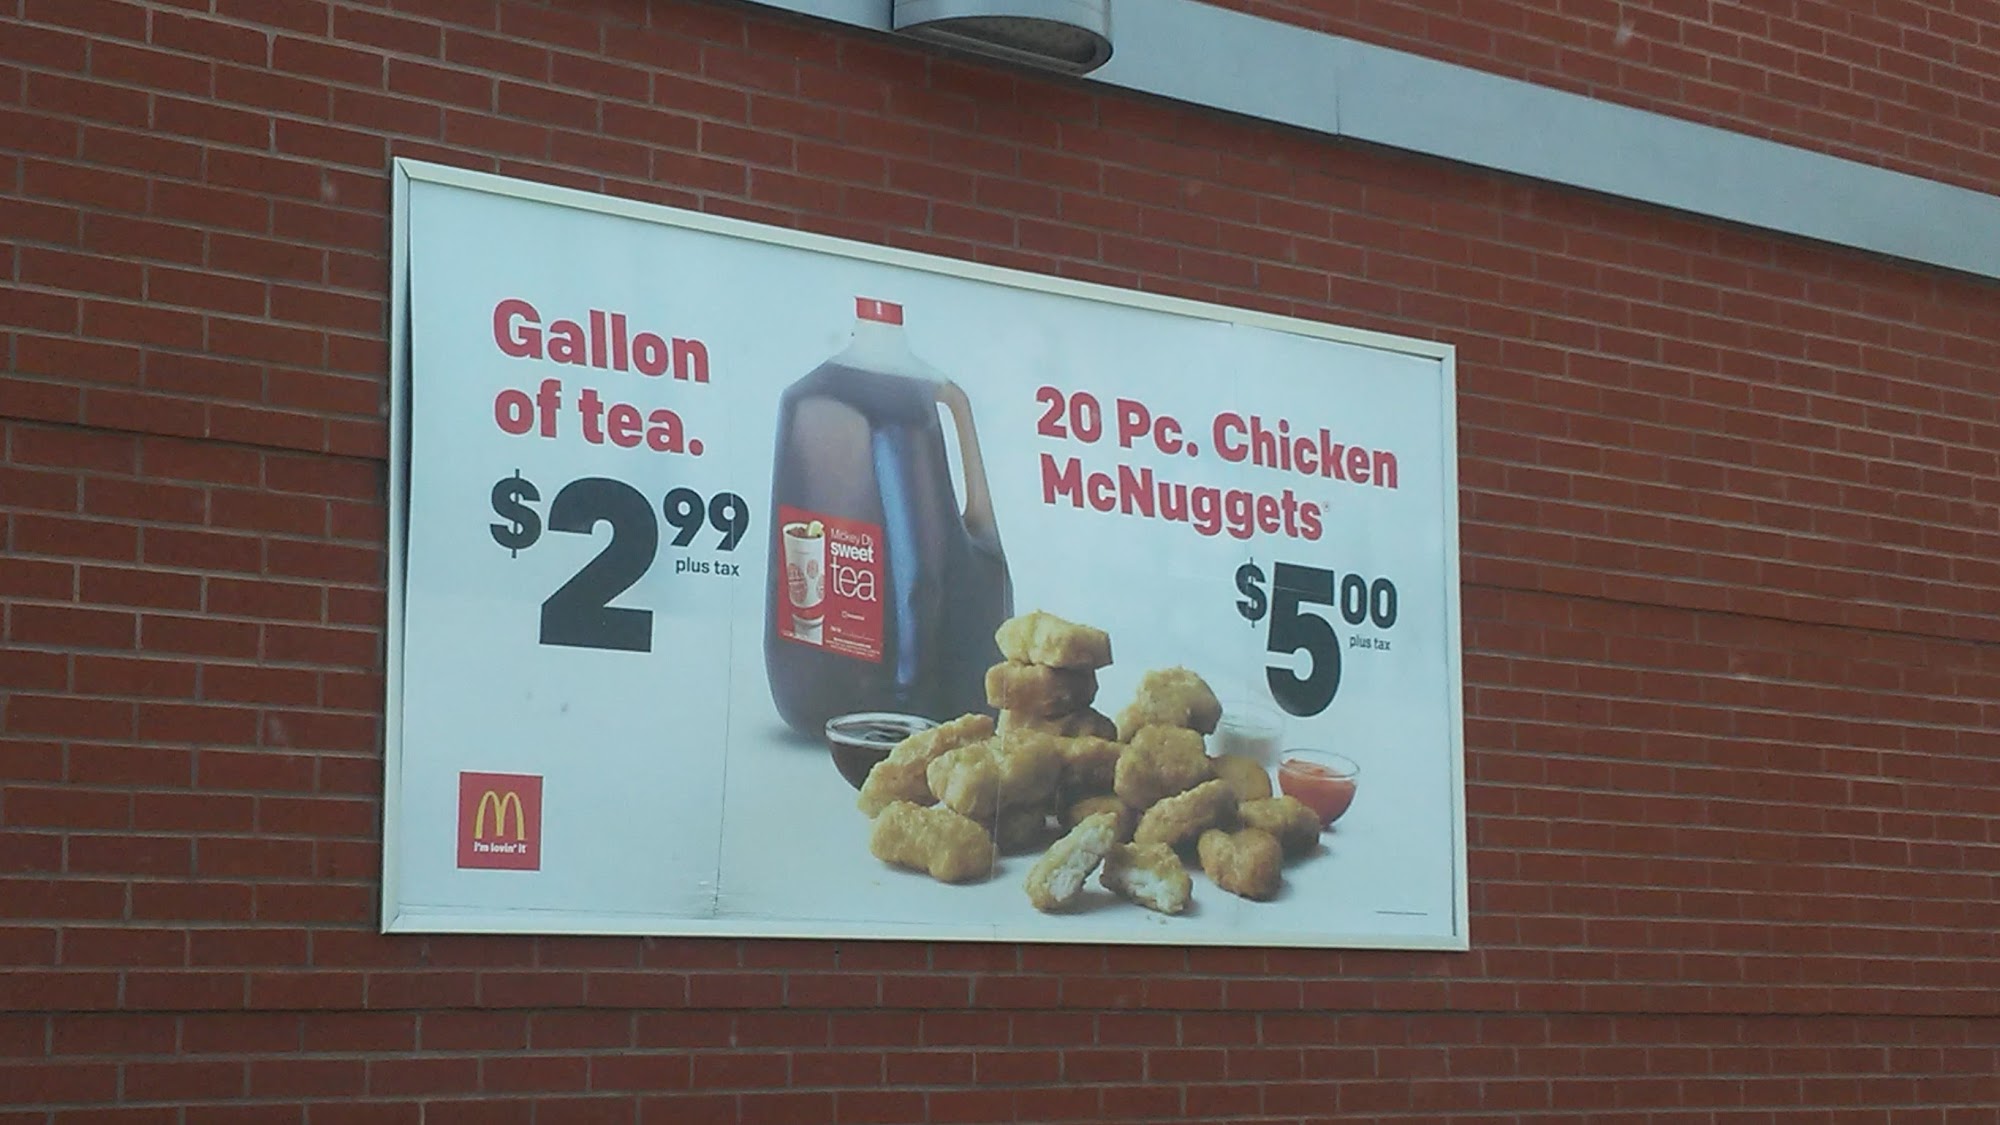 Gallon
of tea.
$2 99
plus tax
Mickey D's
sweet
tea
20 Pc. Chicken
McNuggets®
$5 00
plus tax
i'm lovin' it